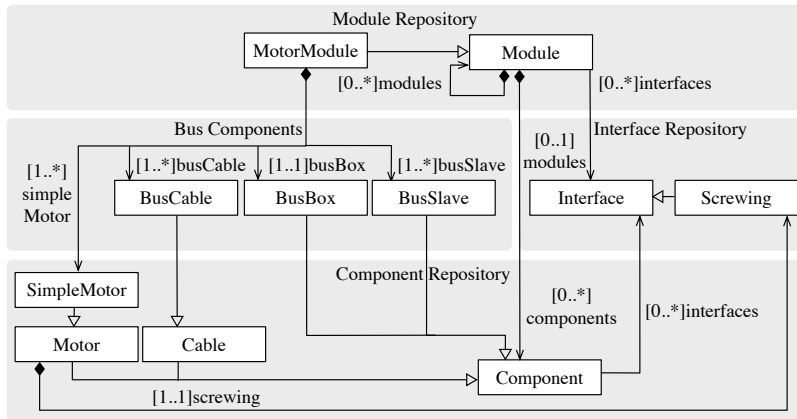 Module Repository
MotorModule
Module
[0..*]modules
[0..*]interfaces
Bus Components
[0..1]
modules
Interface Repository
[1..*]
simple
Motor
[1..*]busCable
[1..1]busBox
[1..*]busSlave
BusCable
BusBox
BusSlave
Interface
Screwing
Component Repository
SimpleMotor
[0..*]
components
[0..*]interfaces
Motor
Cable
Component
[1..1]screwing